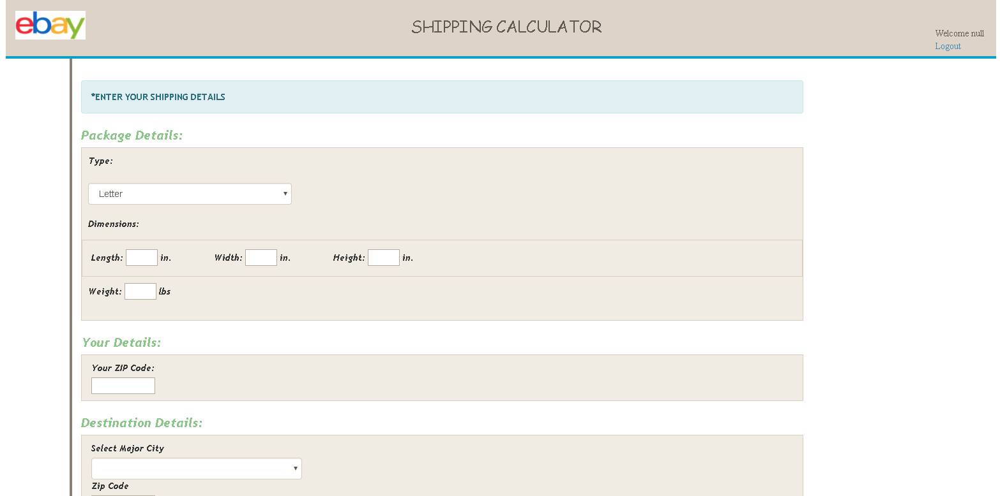 ebay
SHIPPING CALCULATOR
Welcome null
Logout
*ENTER YOUR SHIPPING DETAILS
Package Details:
Type:
Letter
Dimensions:
Length: in. Width: in. Height: in.
Weight: lbs
Your Details:
Your ZIP Code:
Destination Details:
Select Major City
Zip Code